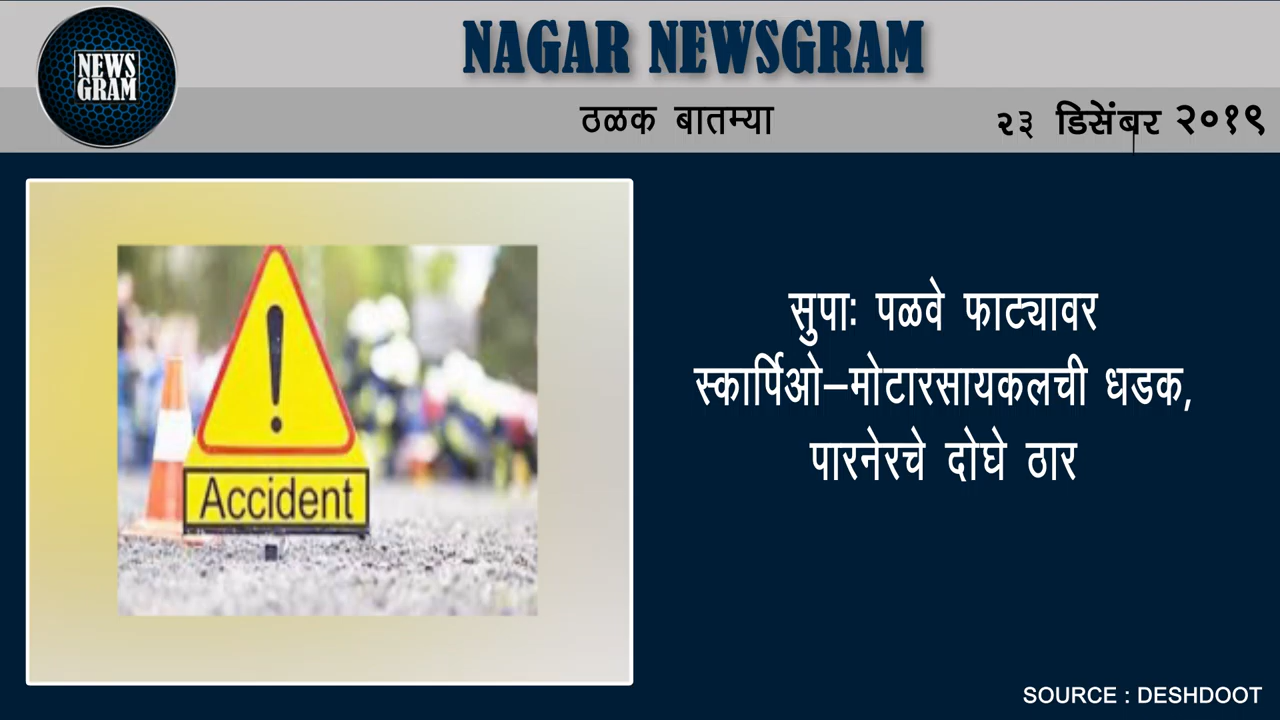 NEWS
GRAM
NAGAR NEWSGRAM
ठळक बातम्या
२३ डिसेंबर २०१९
Accident
सुपाः पळवे फाट्यावर
स्कार्पिओ-मोटारसायकलची धडक,
पारनेरचे दोघे ठार
SOURCE : DESHDOOT